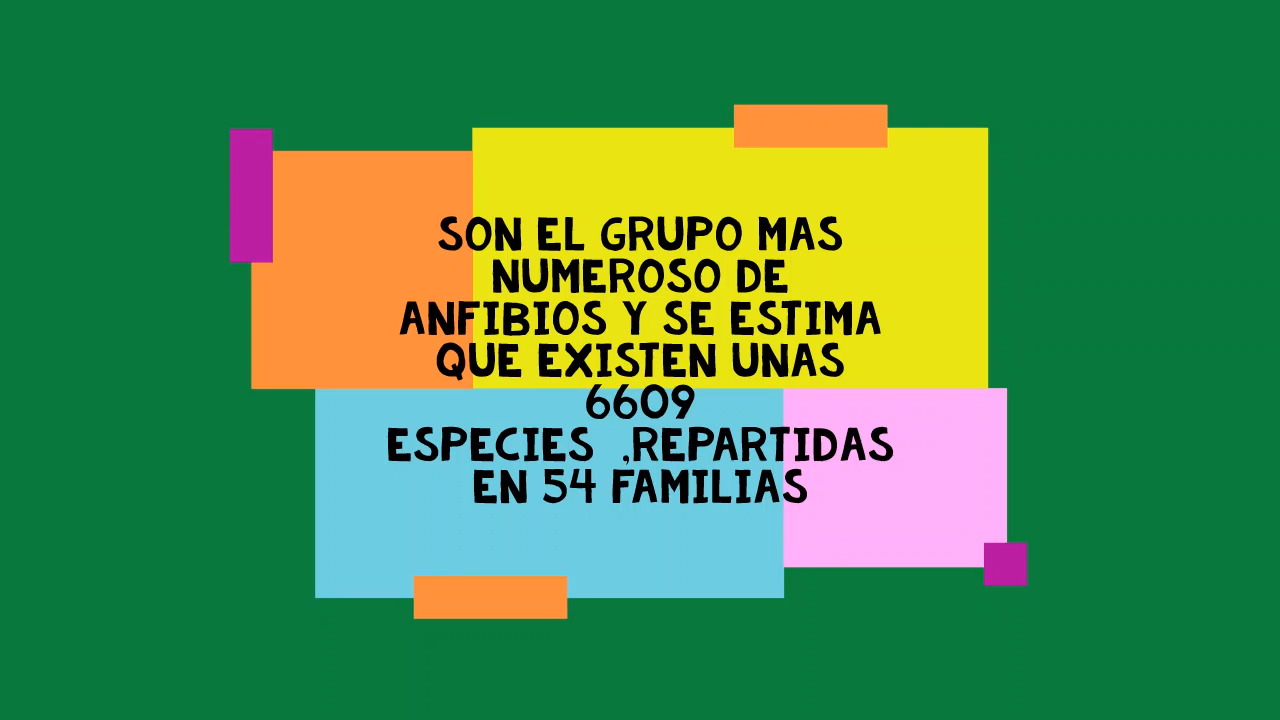 SON EL GRUPO MAS
NUMEROSO DE
ANFIBIOS Y SE ESTIMA
QUE EXISTEN UNAS
6609
ESPECIES ,REPARTIDAS
EN 54 FAMILIAS